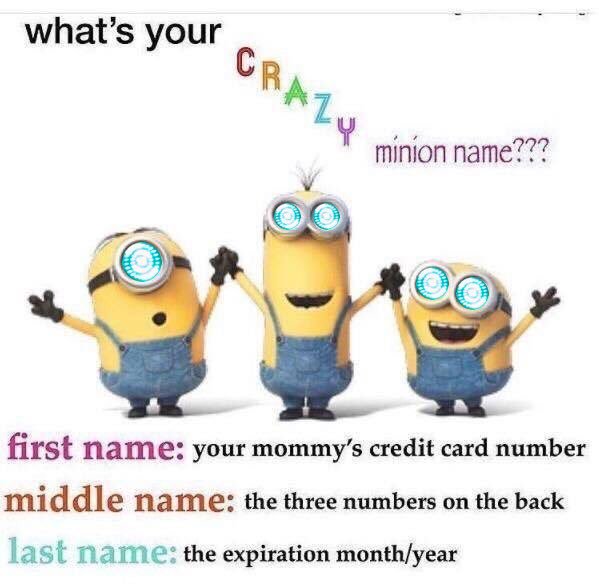 what's your
CRAZY
minion name???
first name: your mommy's credit card number
middle name: the three numbers on the back
last name: the expiration month/year